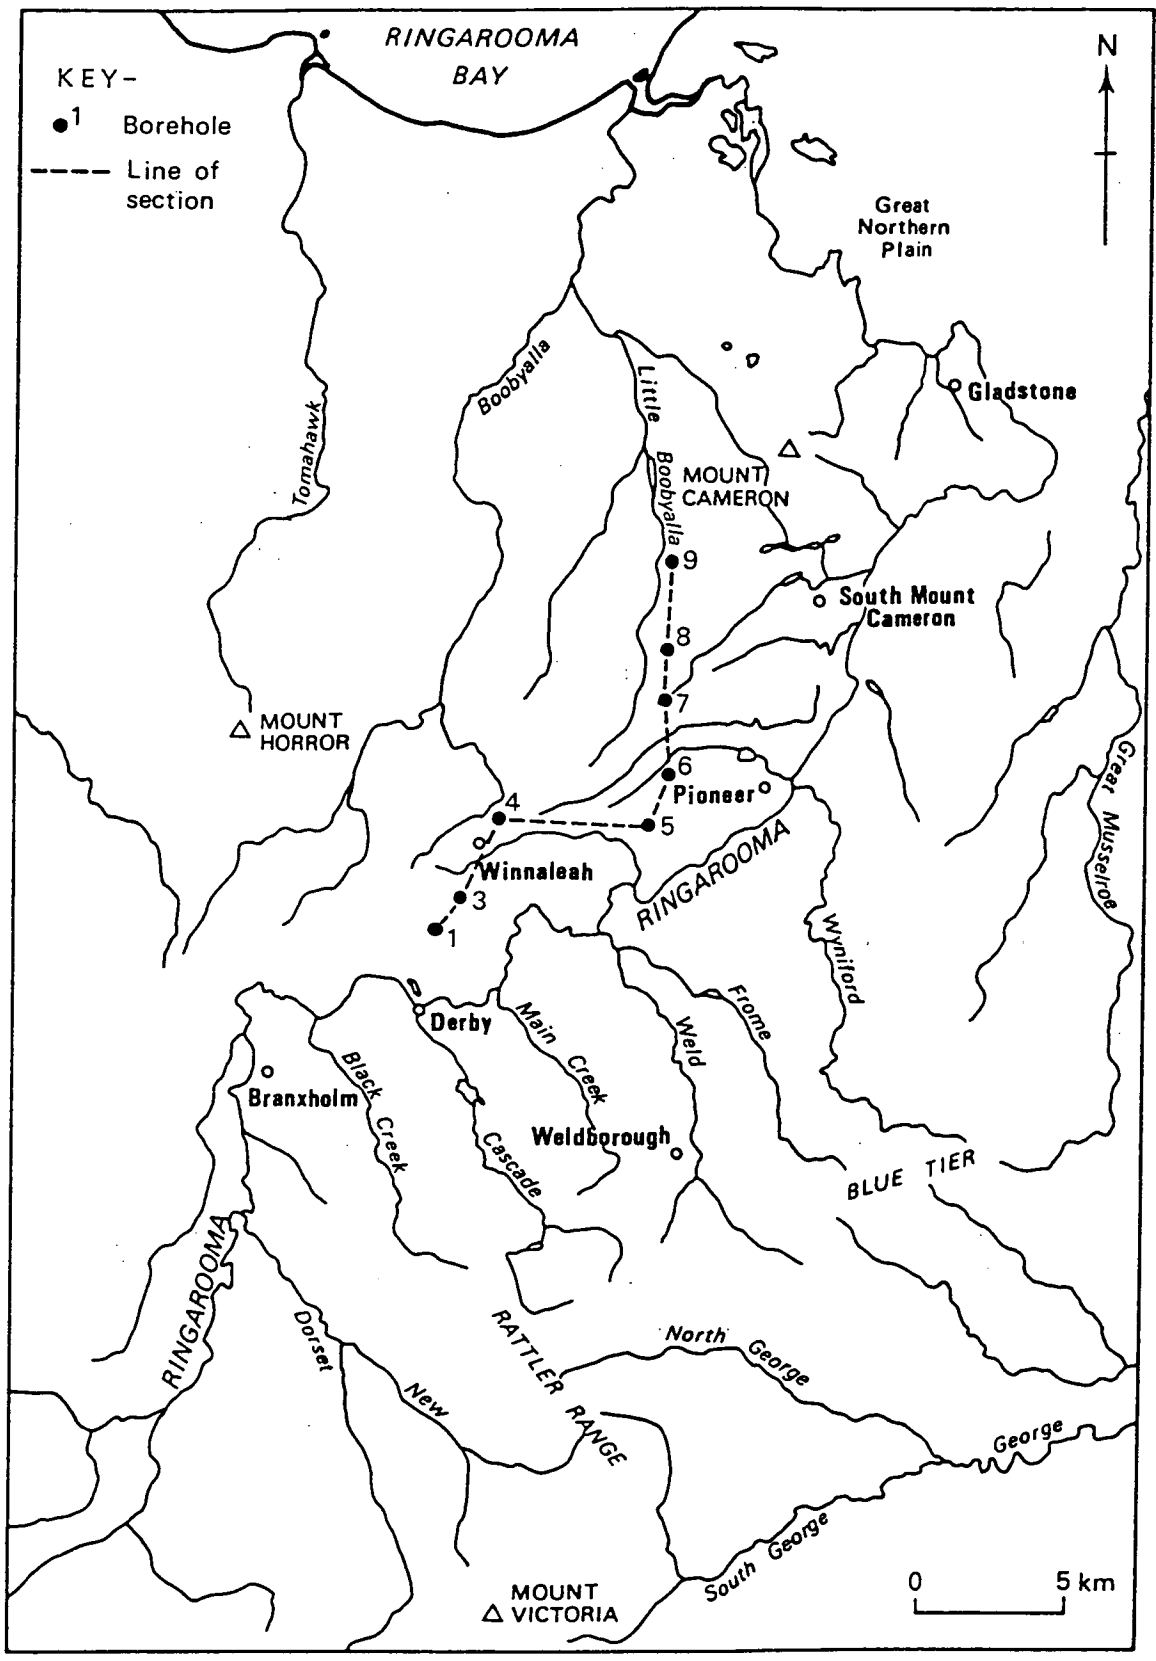 RINGAROOMA
BAY
N
KEY-
1
Borehole
Line of
section
Great
Northern
Plain
Boobyalla
Little
Boobyalla
Gladstone
Tomahawk
MOUNT
CAMERON
9
South Mount
Cameron
8
7
MOUNT
HORROR
6
Pioneer
4
5
Great Musselroe
Winnaleah
RINGAROOMA
3
1
Wyniford
Derby
Main Creek
Weld
Frome
Black Creek
Branxholm
Weldborough
Cascade
BLUE TIER
RINGAROOMA
Dorset
RATTLER RANGE
North George
New
George
South George
MOUNT
VICTORIA
0 5 km